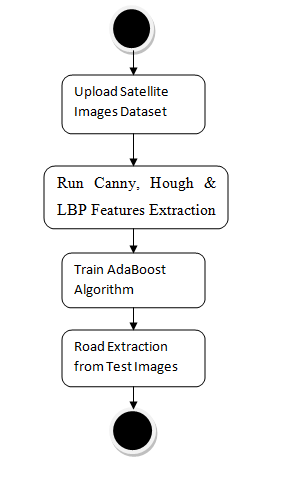 Upload Satellite
Images Dataset
Run Canny, Hough &
LBP Features Extraction
Train AdaBoost
Algorithm
Road Extraction
from Test Images